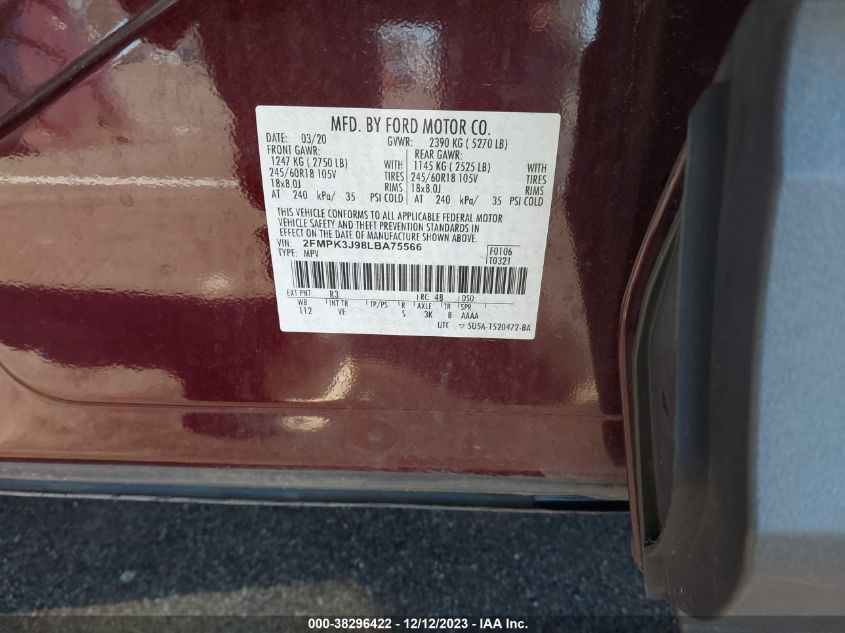 MFD. BY FORD MOTOR CO.
DATE: 03/20 GVWR: 2390 KG ( 5270 LB)
FRONT GAWR: REAR GAWR:
1247 KG ( 2750 LB) WITH 1145 KG ( 2525 LB) WITH
245/60R18 105V TIRES 245/60R18 105V TIRES
18x8.0J RIMS 18x8.0J RIMS
AT 240 kPa/ 35 PSI COLD AT 240 kPa/ 35 PSI COLD
THIS VEHICLE CONFORMS TO ALL APPLICABLE FEDERAL MOTOR
VEHICLE SAFETY AND THEFT PREVENTION STANDARDS IN
EFFECT ON THE DATE OF MANUFACTURE SHOWN ABOVE.
VIN: 2FMPK3J98LBA75566 F0106
TYPE: MPV T0321
EXT PNT: R3 RC: 48 DSO
WB INT TR TP/PS R AXLE TR SPR
112 VE S 3K 8 AAAA
UTC ▽ 5U5A-1520472-BA
000-38296422 - 12/12/2023 - IAAI.com